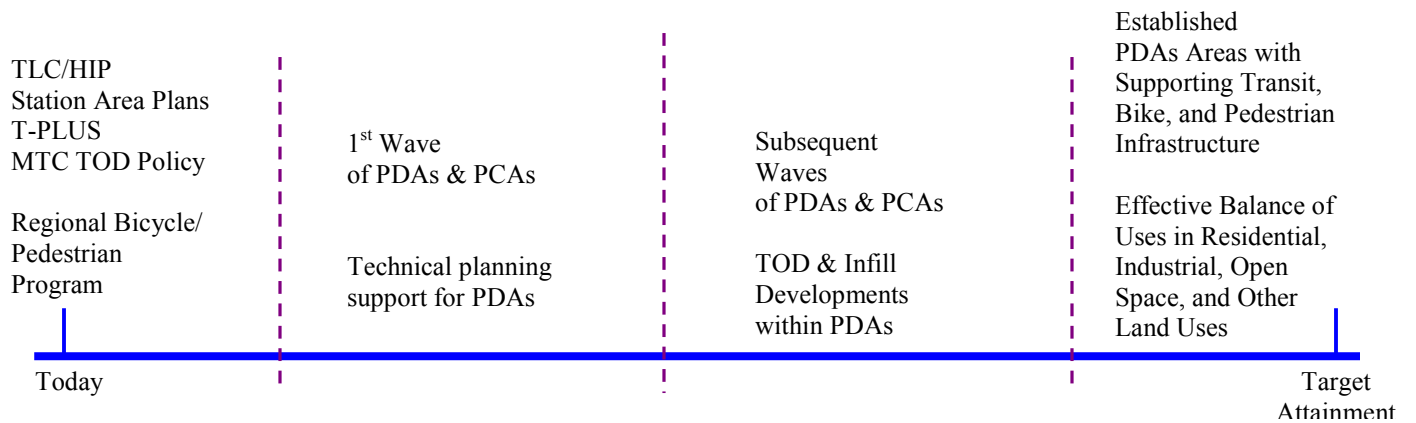 TLC/HIP
Station Area Plans
T-PLUS
MTC TOD Policy
Regional Bicycle/
Pedestrian
Program
1st Wave
of PDAs & PCAs
Technical planning
support for PDAs
Subsequent
Waves
of PDAs & PCAs
TOD & Infill
Developments
within PDAs
Established
PDAs Areas with
Supporting Transit,
Bike, and Pedestrian
Infrastructure
Effective Balance of
Uses in Residential,
Industrial, Open
Space, and Other
Land Uses
Today
Target
Attainment